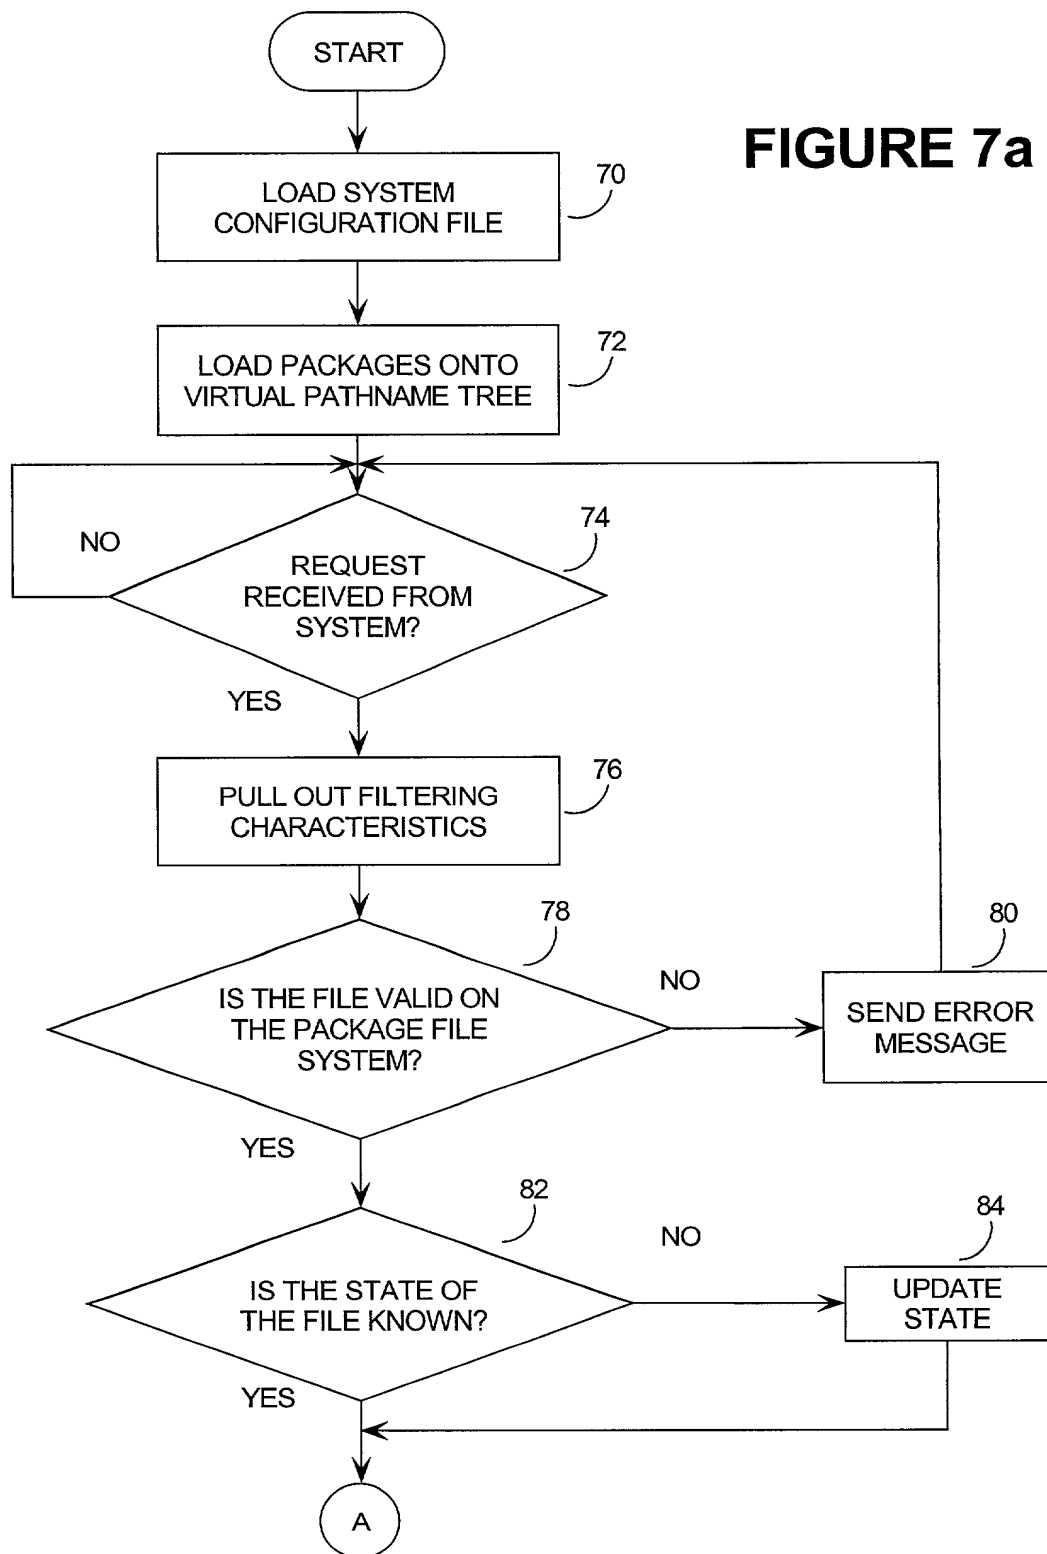 START
FIGURE 7a
70
LOAD SYSTEM
CONFIGURATION FILE
72
LOAD PACKAGES ONTO
VIRTUAL PATHNAME TREE
74
NO
REQUEST
RECEIVED FROM
SYSTEM?
YES
76
PULL OUT FILTERING
CHARACTERISTICS
78
80
NO
IS THE FILE VALID ON
THE PACKAGE FILE
SYSTEM?
SEND ERROR
MESSAGE
YES
82
84
NO
IS THE STATE OF
THE FILE KNOWN?
UPDATE
STATE
YES
A